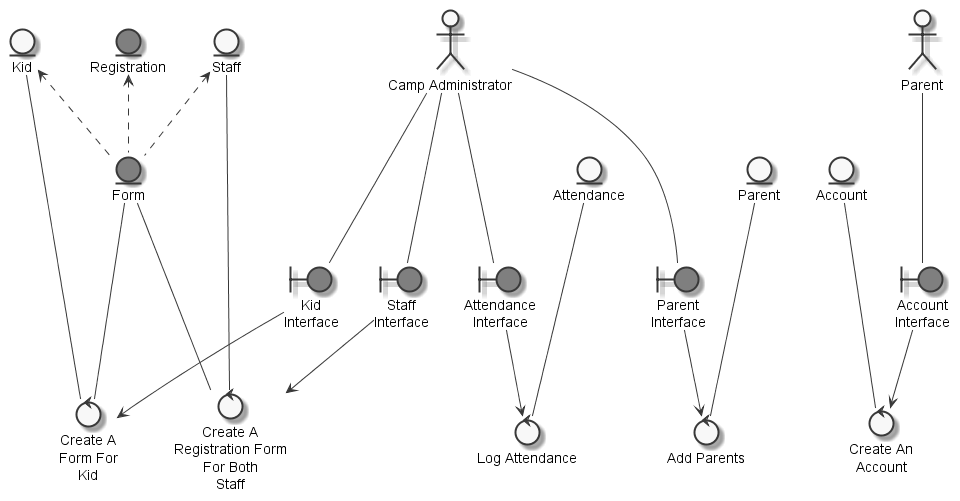 Kid
Registration
Staff
Camp Administrator
Parent
Form
Attendance
Parent
Account
Kid
Interface
Staff
Interface
Attendance
Interface
Parent
Interface
Account
Interface
Create A
Form For
Kid
Create A
Registration Form
For Both
Staff
Log Attendance
Add Parents
Create An
Account